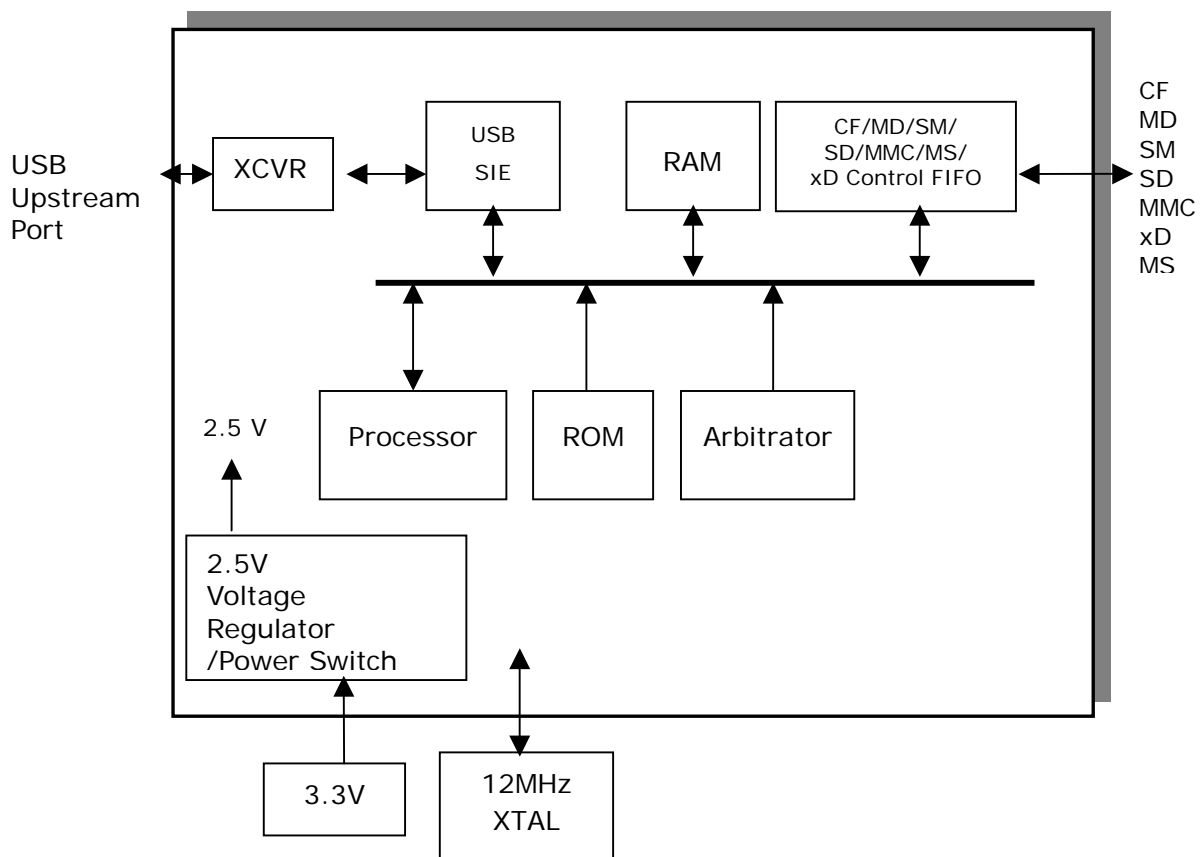 USB
Upstream
Port
XCVR
USB
SIE
RAM
CF/MD/SM/
SD/MMC/MS/
xD Control FIFO
CF
MD
SM
SD
MMC
xD
MS
Processor
ROM
Arbitrator
2.5 V
2.5V
Voltage
Regulator
/Power Switch
3.3V
12MHz
XTAL